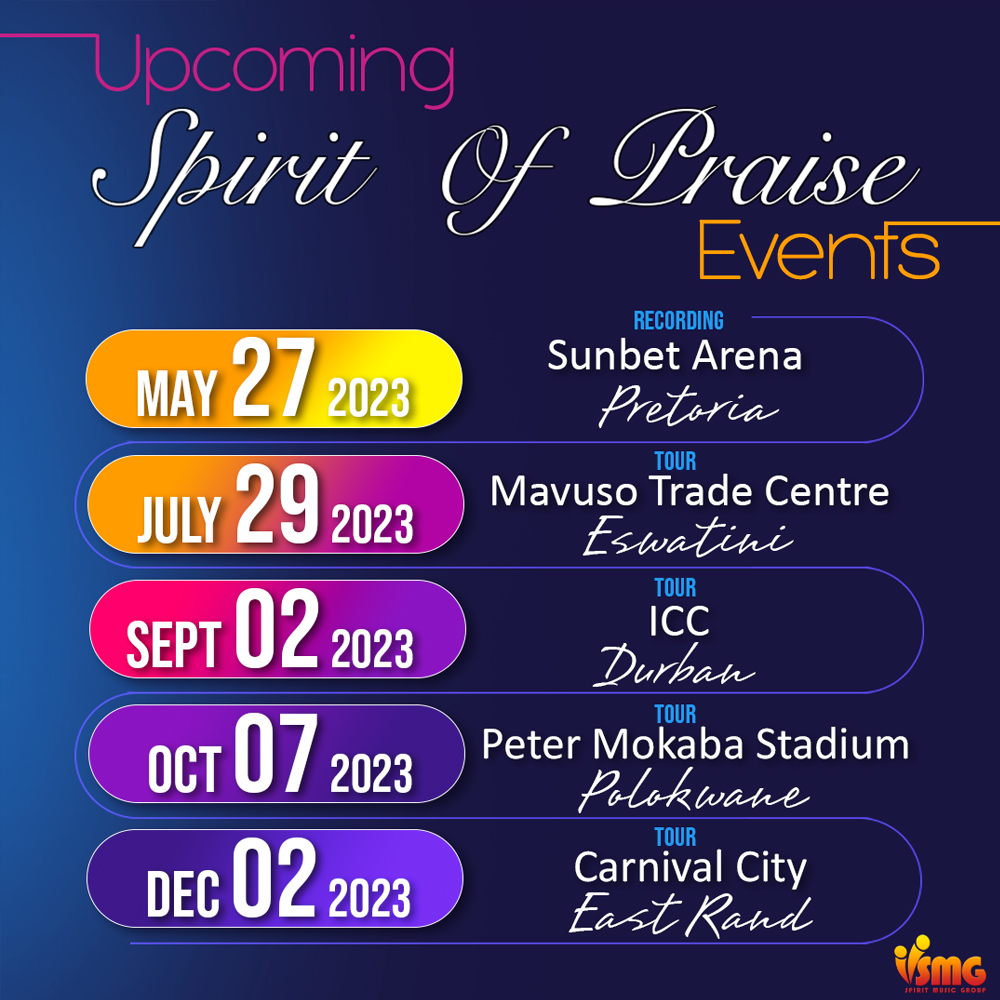 Upcoming
Spirit Of Praise
Events
RECORDING
MAY 27 2023
Sunbet Arena
Pretoria
TOUR
JULY 29 2023
Mavuso Trade Centre
Eswatini
TOUR
SEPT 02 2023
ICC
Durban
TOUR
OCT 07 2023
Peter Mokaba Stadium
Polokwane
TOUR
DEC 02 2023
Carnival City
East Rand
SMG
SPIRIT MUSIC GROUP